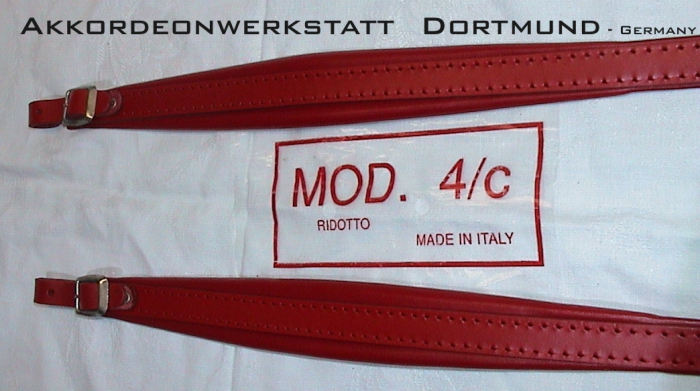 AKKORDEONWERKSTATT DORTMUND - GERMANY
MOD. 4/c
RIDOTTO
MADE IN ITALY